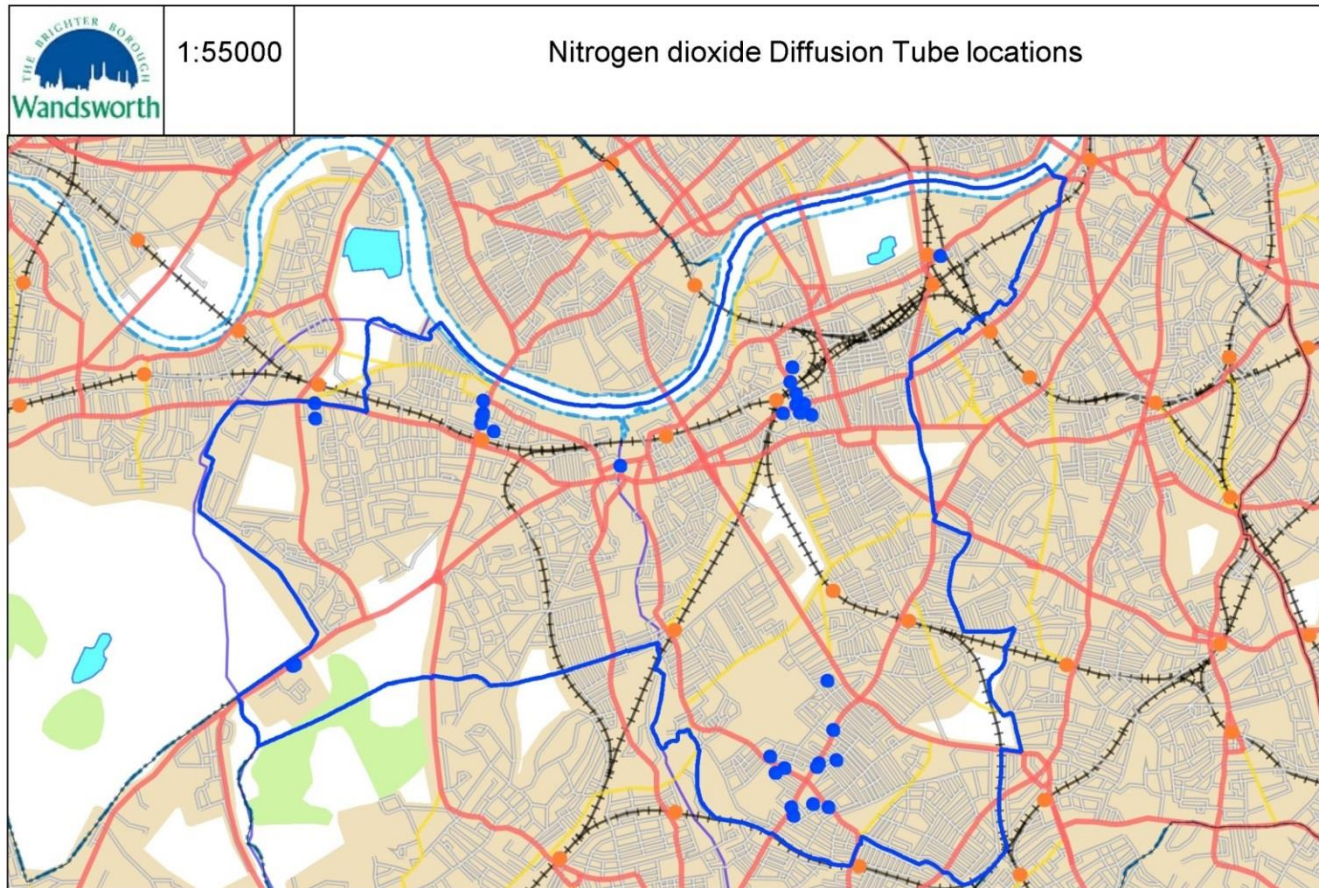 THE BRIGHTER BOROUGH
Wandsworth
1:55000
Nitrogen dioxide Diffusion Tube locations